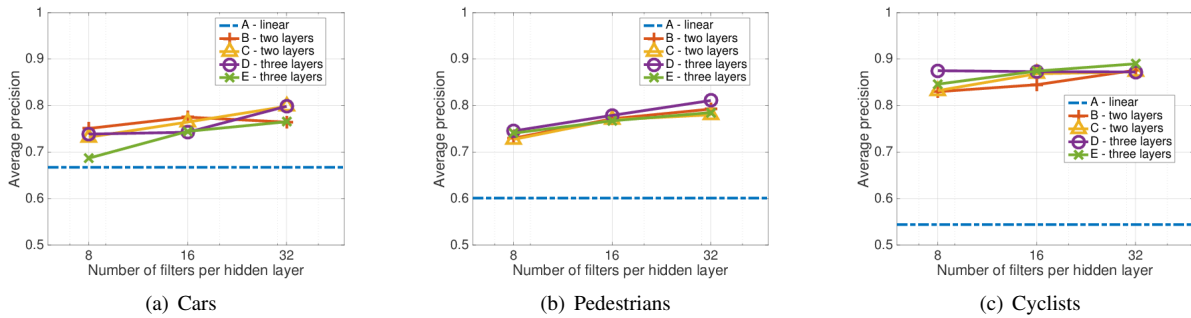 1
0.9
0.8
0.7
0.6
0.5
Average precision
8 16 32
Number of filters per hidden layer
A - linear
B - two layers
C - two layers
D - three layers
E - three layers
(a) Cars
1
0.9
0.8
0.7
0.6
0.5
Average precision
8 16 32
Number of filters per hidden layer
A - linear
B - two layers
C - two layers
D - three layers
E - three layers
(b) Pedestrians
1
0.9
0.8
0.7
0.6
0.5
Average precision
8 16 32
Number of filters per hidden layer
A - linear
B - two layers
C - two layers
D - three layers
E - three layers
(c) Cyclists